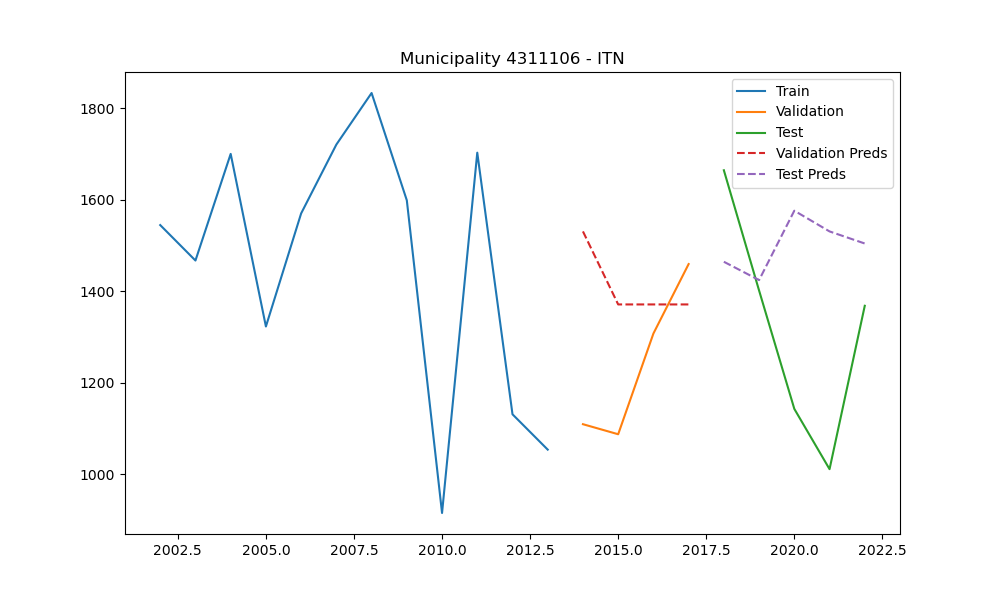 Municipality 4311106 - ITN
Train
Validation
Test
Validation Preds
Test Preds
1800
1600
1400
1200
1000
2002.5 2005.0 2007.5 2010.0 2012.5 2015.0 2017.5 2020.0 2022.5